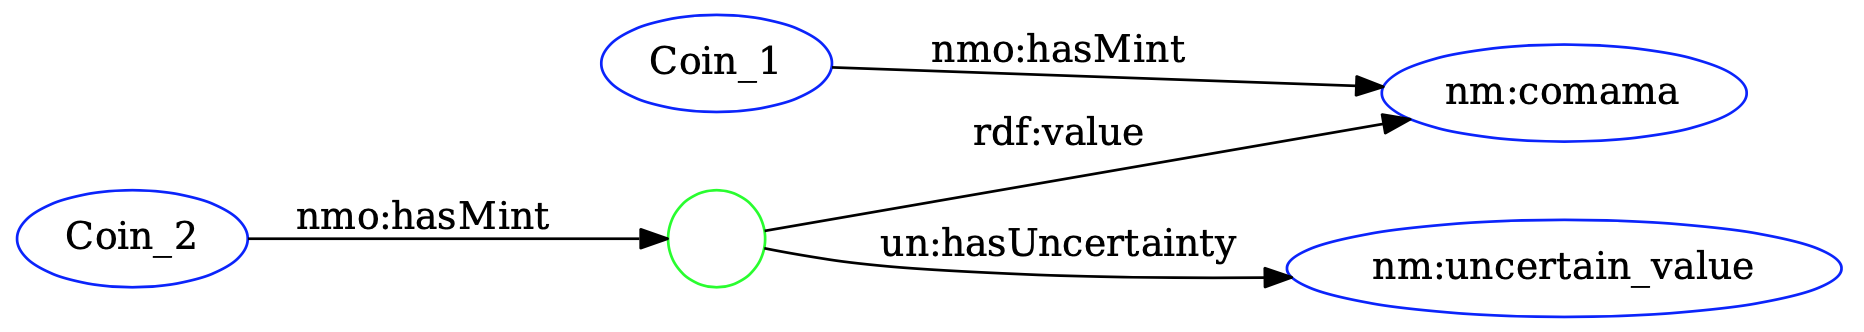 Coin_1
nmo:hasMint
nm:comama
rdf:value
Coin_2
nmo:hasMint
un:hasUncertainty
nm:uncertain_value